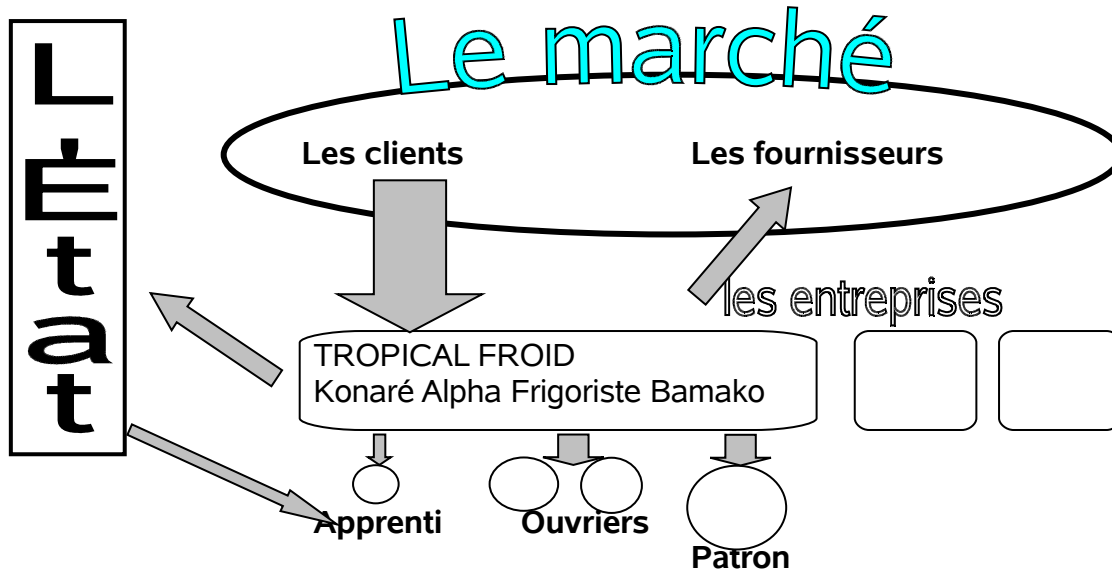 L'État
Le marché
Les clients
Les fournisseurs
les entreprises
TROPICAL FROID
Konaré Alpha Frigoriste Bamako
Apprenti
Ouvriers
Patron